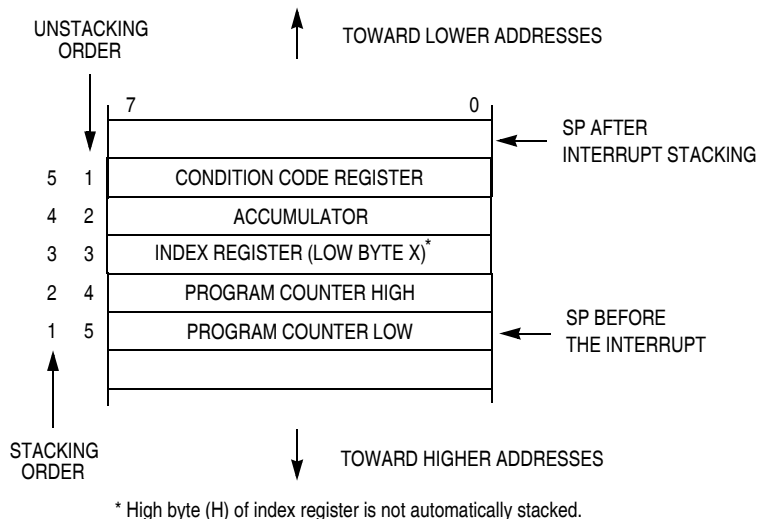 UNSTACKING
ORDER
TOWARD LOWER ADDRESSES
7 0
SP AFTER
INTERRUPT STACKING
5 1 CONDITION CODE REGISTER
4 2 ACCUMULATOR
3 3 INDEX REGISTER (LOW BYTE X)*
2 4 PROGRAM COUNTER HIGH
1 5 PROGRAM COUNTER LOW
SP BEFORE
THE INTERRUPT
STACKING
ORDER
TOWARD HIGHER ADDRESSES
* High byte (H) of index register is not automatically stacked.